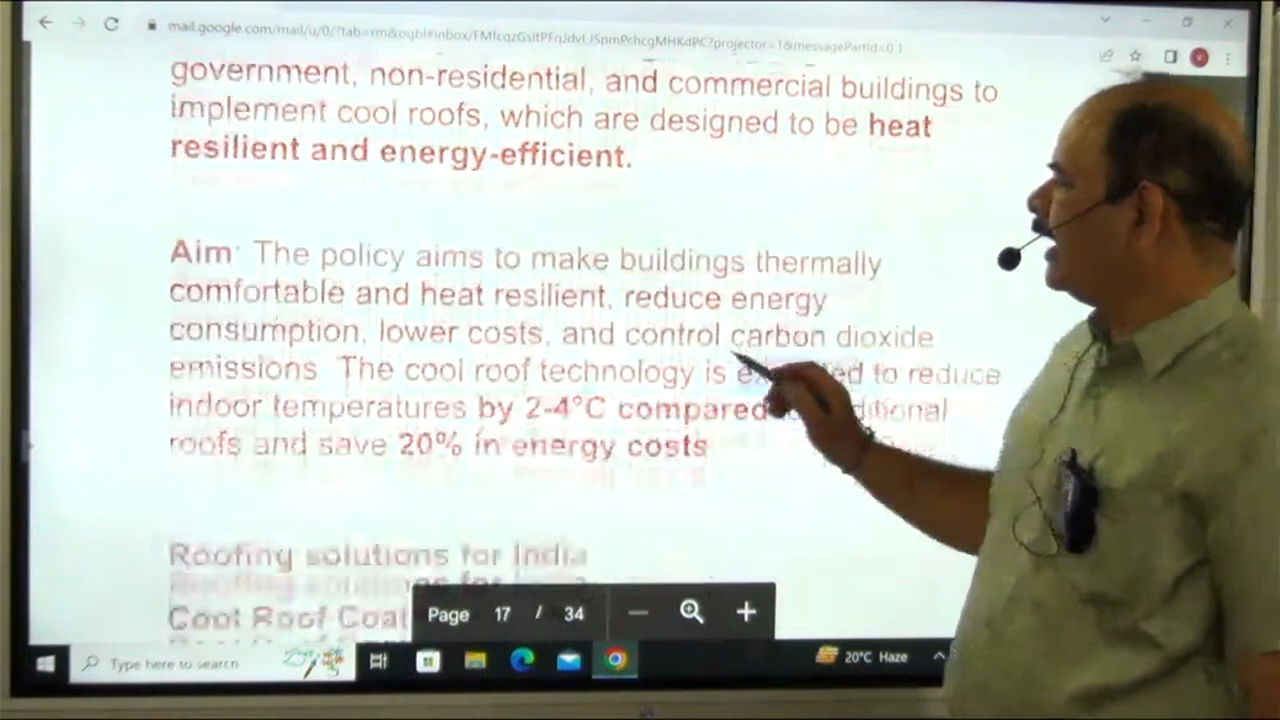 government, non-residential, and commercial buildings to
implement cool roofs, which are designed to be heat
resilient and energy-efficient.
Aim: The policy aims to make buildings thermally
comfortable and heat resilient, reduce energy
consumption, lower costs, and control carbon dioxide
emissions The cool roof technology is to reduce
indoor temperatures by 2-4°C compared
roofs and save 20% in energy costs
Roofing solutions for India
Cool Roof Coat
Page 17 / 34
Type here to search
20°C Haze